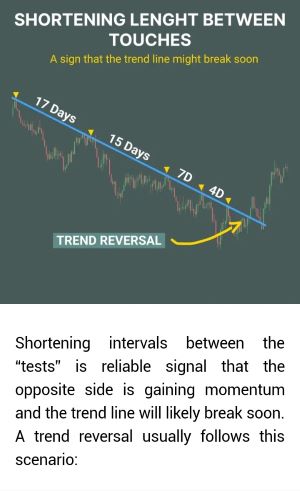 SHORTENING LENGHT BETWEEN
TOUCHES
A sign that the trend line might break soon
17 Days
15 Days
7D
4D
TREND REVERSAL
Shortening intervals between the
“tests” is reliable signal that the
opposite side is gaining momentum
and the trend line will likely break soon.
A trend reversal usually follows this
scenario: